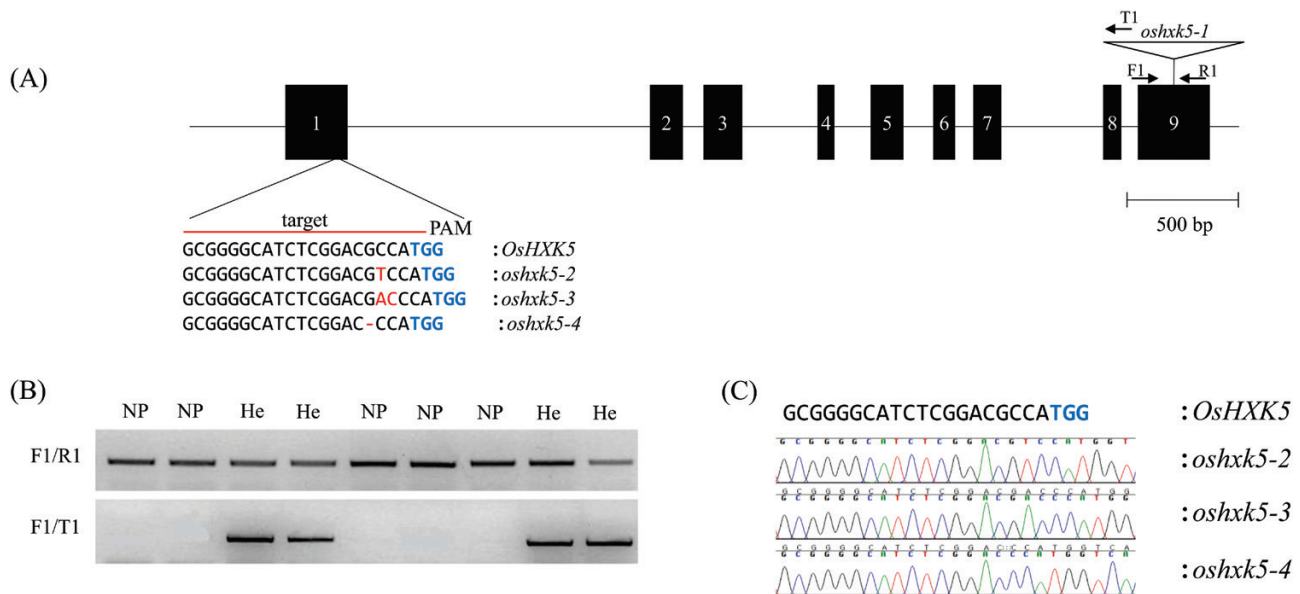 (A)
T1
oshxk5-1
F1 R1
1 2 3 4 5 6 7 8 9
500 bp
target PAM
GCGGGGCATCTCGGACGCCATGG :OsHXK5
GCGGGGCATCTCGGACGTCCATGG :oshxk5-2
GCGGGGCATCTCGGACGACCCATGG :oshxk5-3
GCGGGGCATCTCGGAC-CCATGG :oshxk5-4
(B)
NP NP He He NP NP NP He He
F1/R1
F1/T1
(C)
GCGGGGCATCTCGGACGCCATGG :OsHXK5
GCGGGGCATCTCGGACGTCCATGGT :oshxk5-2
GCGGGGCATCTCGGACGACCCATGG :oshxk5-3
:oshxk5-4